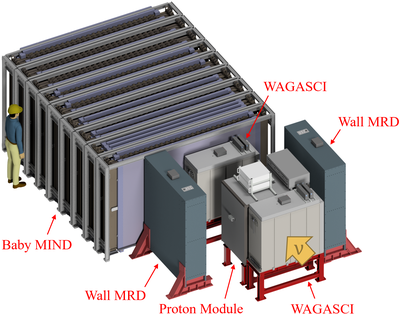 WAGASCI
Wall MRD
Baby MIND
Wall MRD
Proton Module
WAGASCI
ν